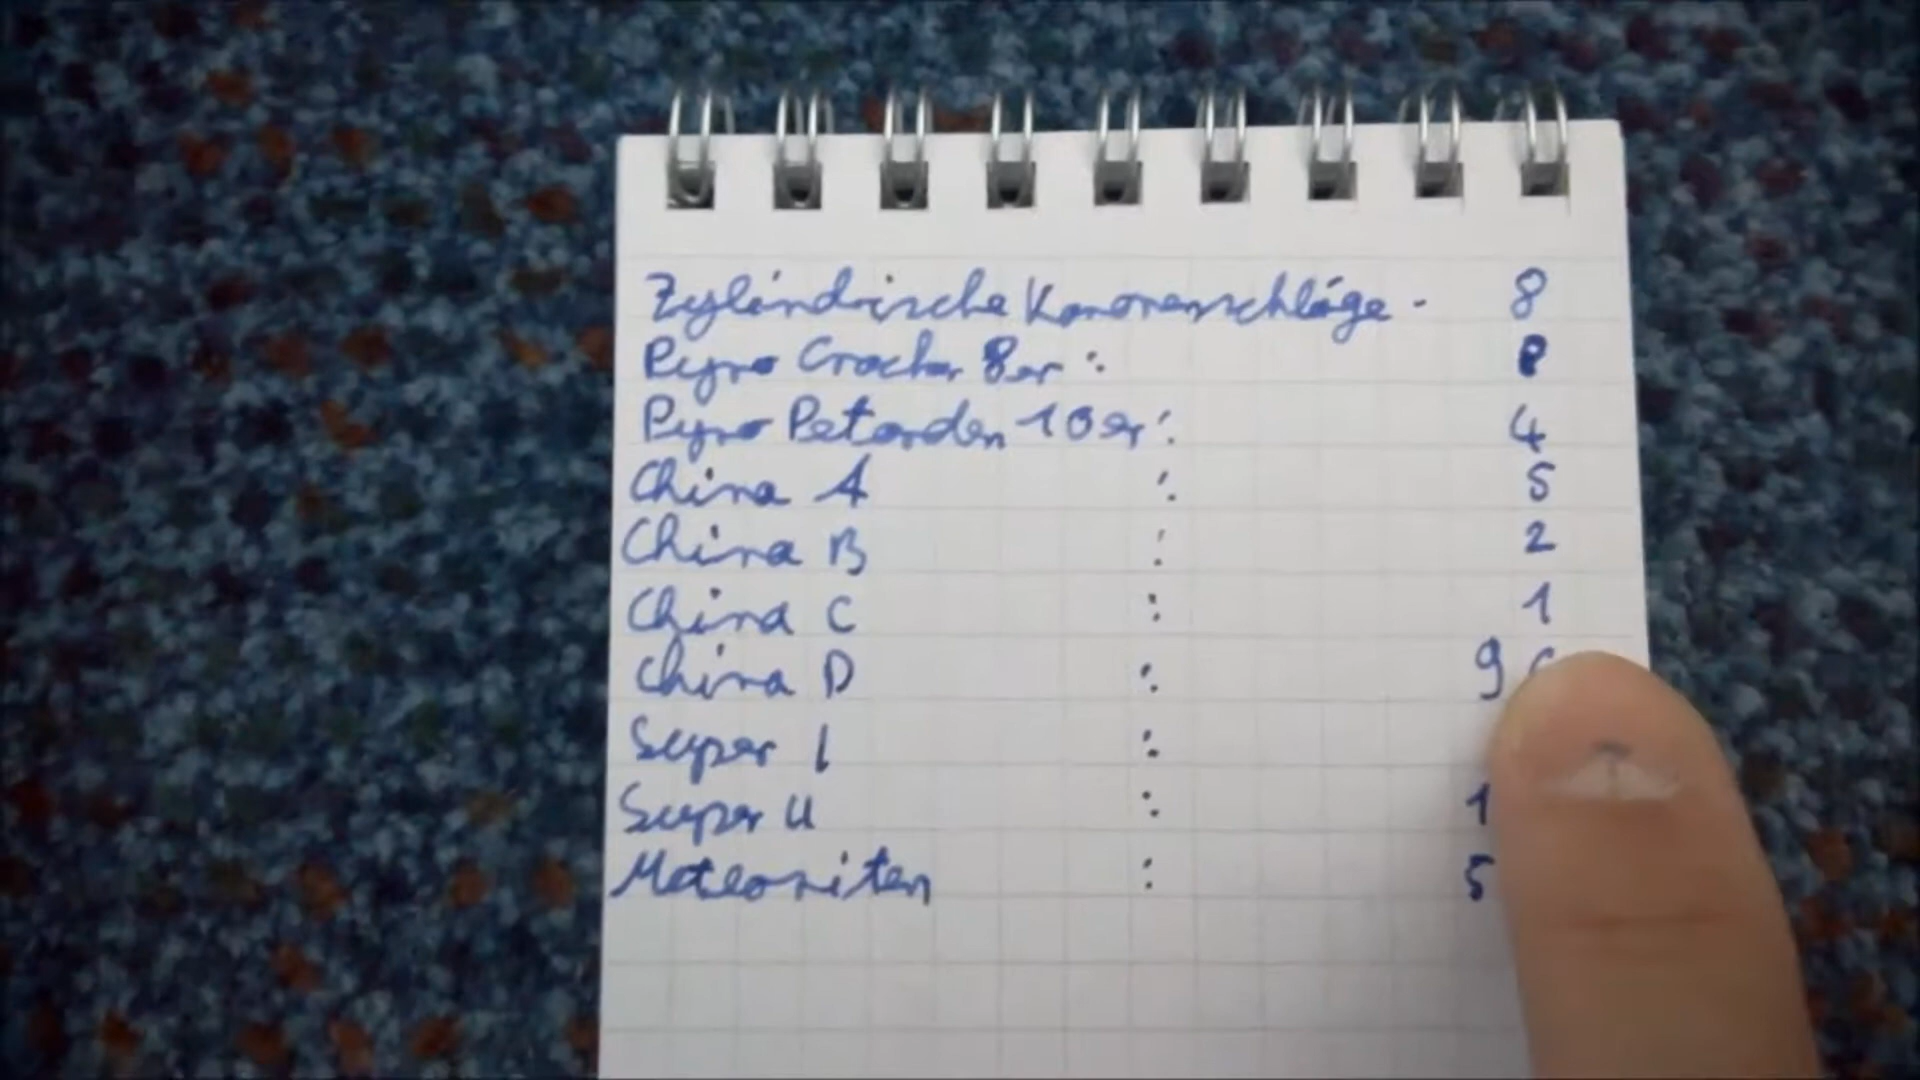 Zylindrische Kanonenschläge - 8
Pyro Cracker 8er : 8
Pyro Petarden 10er : 4
China A : 5
China B : 2
China C : 1
China D : 9
Super I :
Super II : 1
Meteoriten : 5